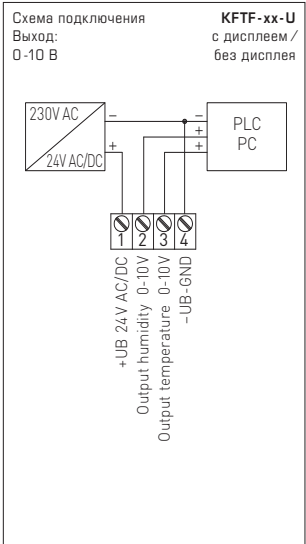 Схема подключения
Выход:
0-10 В
KFTF-xx-U
с дисплеем /
без дисплея
230V AC
24V AC/DC
–
+
–
+
+
PLC
PC
1 2 3 4
+UB 24V AC/DC
Output humidity 0-10V
Output temperature 0-10V
–UB-GND